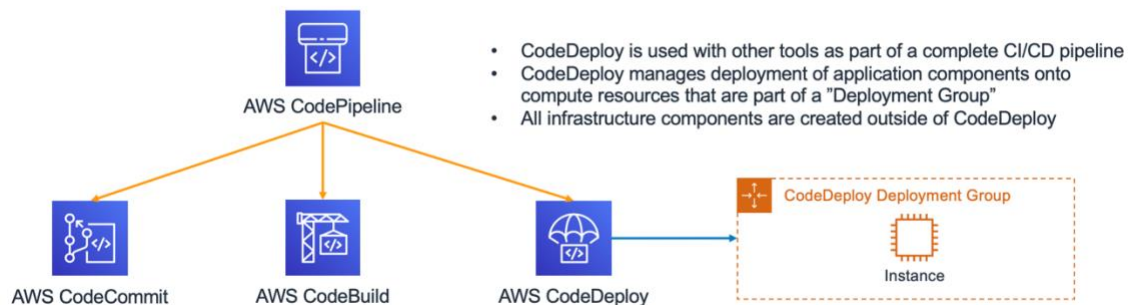 AWS CodePipeline
• CodeDeploy is used with other tools as part of a complete CI/CD pipeline
• CodeDeploy manages deployment of application components onto
compute resources that are part of a ”Deployment Group”
• All infrastructure components are created outside of CodeDeploy
</>
</>
</>
</>
AWS CodeCommit
AWS CodeBuild
AWS CodeDeploy
CodeDeploy Deployment Group
Instance